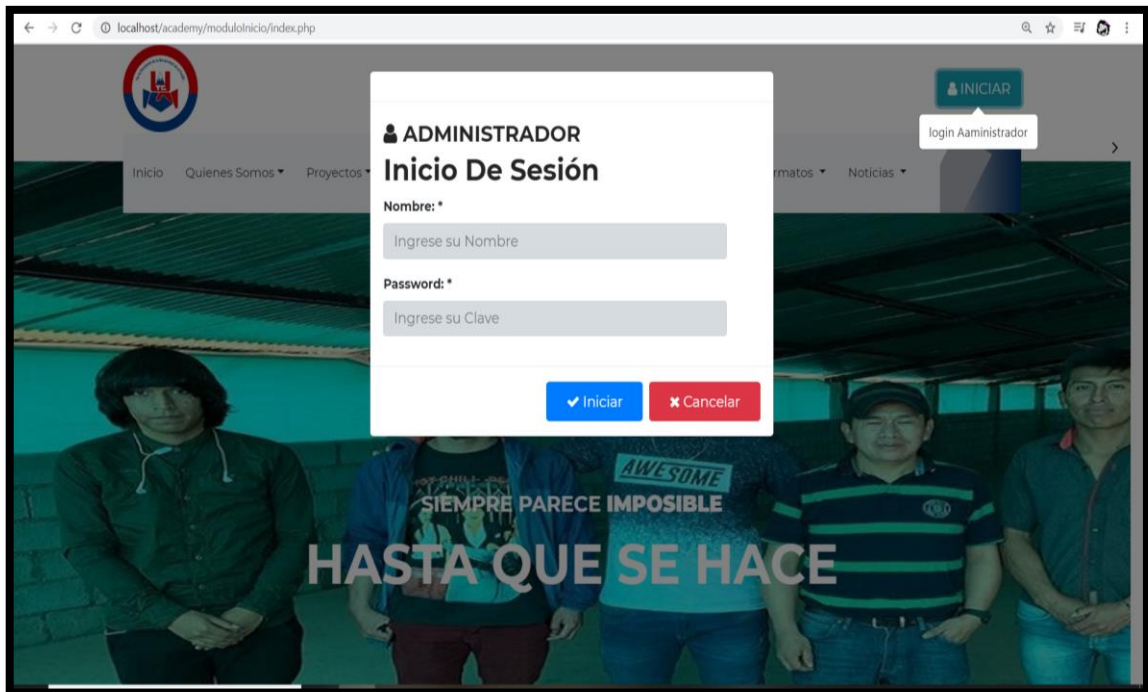 localhost/academy/moduloInicio/index.php
TC
INICIAR
login Aaministrador
Inicio Quienes Somos Proyectos rmatos Noticias
ADMINISTRADOR
Inicio De Sesión
Nombre: *
Ingrese su Nombre
Password: *
Ingrese su Clave
Iniciar Cancelar
AWESOME
SIEMPRE PARECE IMPOSIBLE
HASTA QUE SE HACE